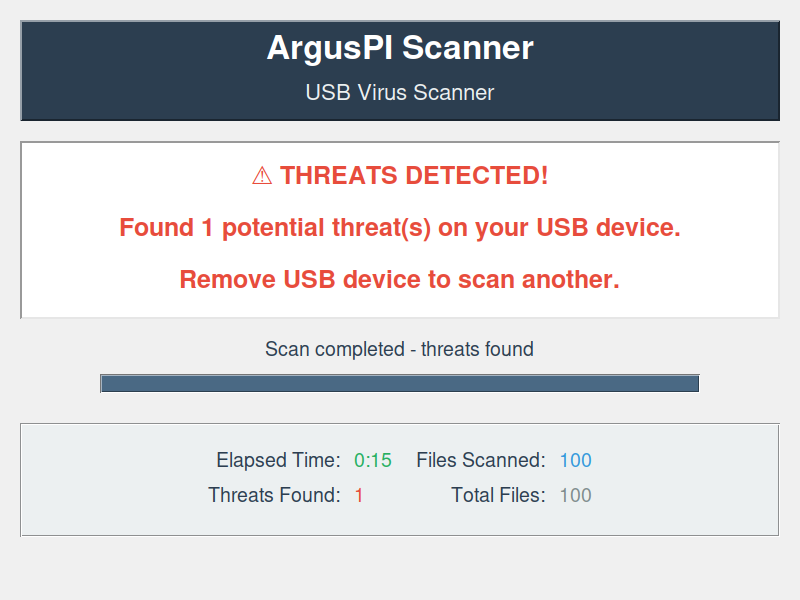 ArgusPI Scanner
USB Virus Scanner
⚠ THREATS DETECTED!
Found 1 potential threat(s) on your USB device.
Remove USB device to scan another.
Scan completed - threats found
Elapsed Time: 0:15 Files Scanned: 100
Threats Found: 1 Total Files: 100